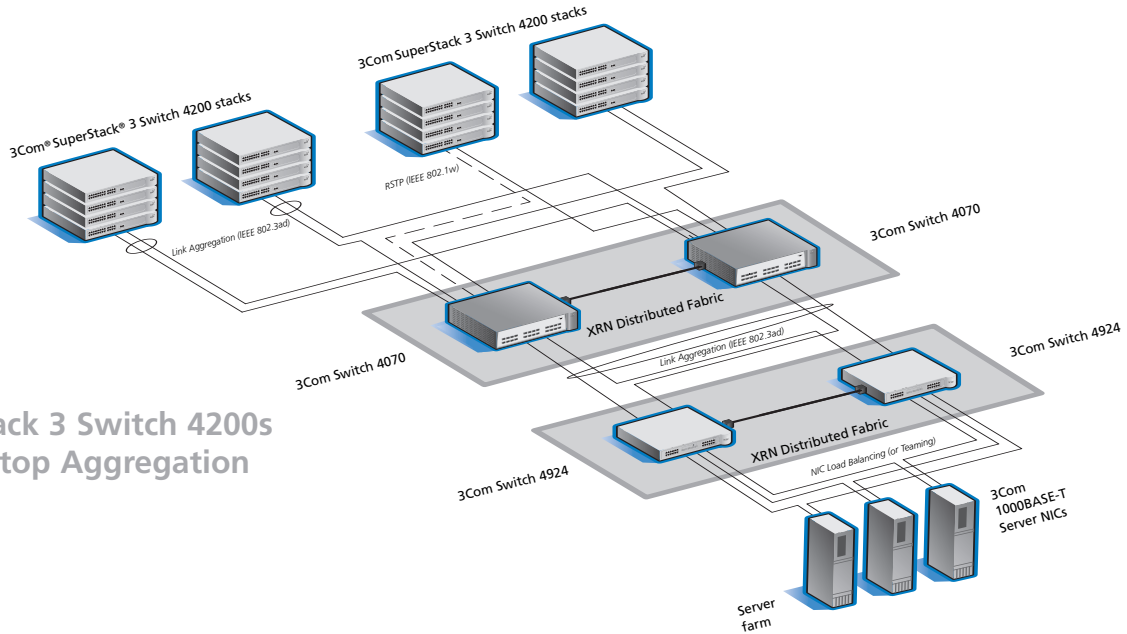 3Com SuperStack 3 Switch 4200 stacks
3Com® SuperStack® 3 Switch 4200 stacks
RSTP (IEEE 802.1w)
Link Aggregation (IEEE 802.3ad)
3Com Switch 4070
XRN Distributed Fabric
Link Aggregation (IEEE 802.3ad)
3Com Switch 4070
3Com Switch 4924
ack 3 Switch 4200s
top Aggregation
XRN Distributed Fabric
NIC Load Balancing (or Teaming)
3Com Switch 4924
3Com
1000BASE-T
Server NICs
Server
farm